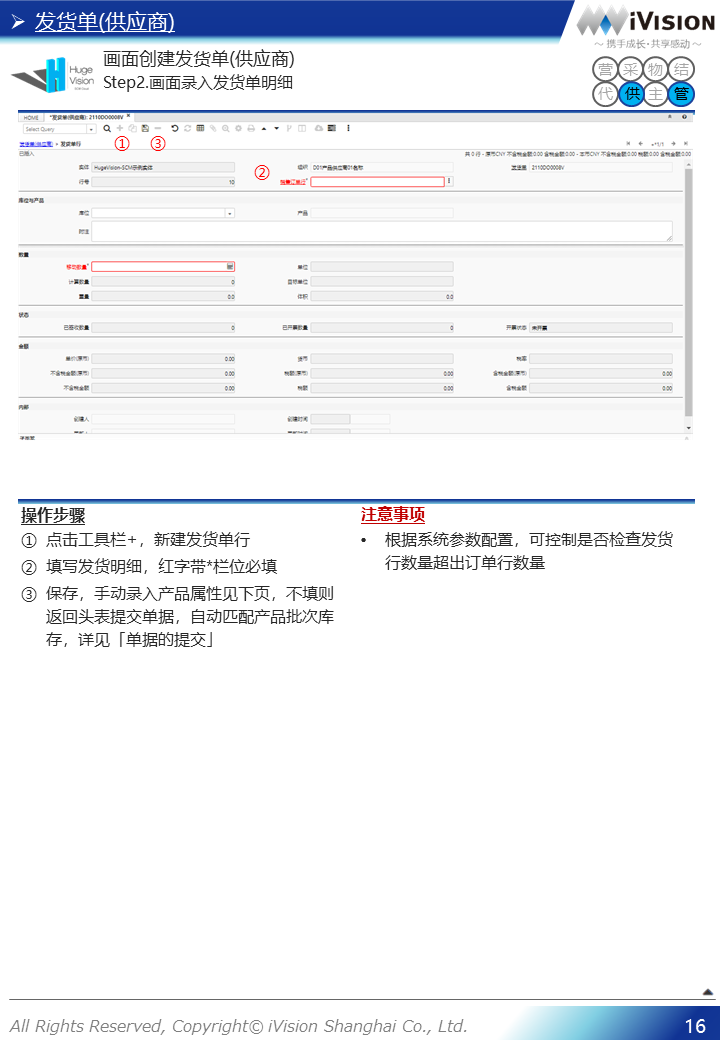 ➤ 发货单(供应商)
iVISION
～ 携手成长·共享感动 ～
Huge
Vision
画面创建发货单(供应商)
Step2.画面录入发货单明细
营 采 物 结
代 供 主 管
HOME *发货单(供应商): 2110DO0008V ×
Select Query
① ③
发货单(供应商) > 发货单行 *1/1
已插入 共 0 行 - 原币CNY 不含税金额:0.00 含税金额:0.00 - 本币CNY 不含税金额:0.00 税额:0.00 含税金额:0.00
实体 HugeVision-SCM示例实体 ② 组织 D01产品供应商01名称 发货单 2110DO0008V
行号 10 销售订单行*
库位与产品
库位 产品
附注
数量
移动数量* 单位
计算数量 0 目标单位
重量 0.0 体积 0.0
状态
已签收数量 0 已开票数量 0 开票状态 未开票
金额
单价(原币) 0.00 货币 税率
不含税金额(原币) 0.00 税额(原币) 0.00 含税金额(原币) 0.00
不含税金额 0.00 税额 0.00 含税金额 0.00
内部
创建人 创建时间
操作步骤
① 点击工具栏+，新建发货单行
② 填写发货明细，红字带*栏位必填
③ 保存，手动录入产品属性见下页，不填则
返回头表提交单据，自动匹配产品批次库
存，详见「单据的提交」
注意事项
• 根据系统参数配置，可控制是否检查发货
行数量超出订单行数量
All Rights Reserved, Copyright© iVision Shanghai Co., Ltd.
16